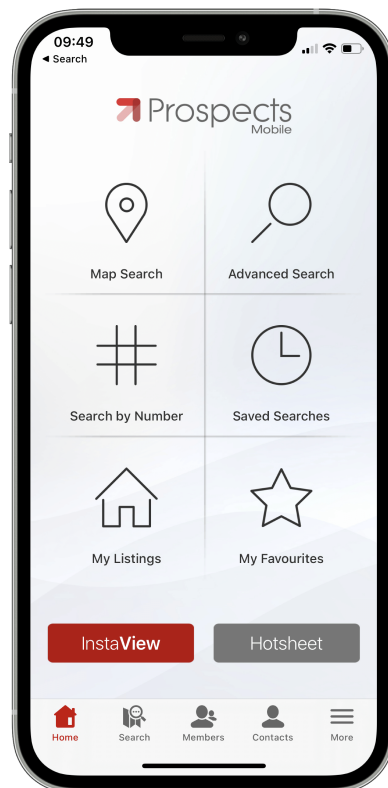 09:49
◀ Search
Prospects
Mobile
Map Search
Advanced Search
Search by Number
Saved Searches
My Listings
My Favourites
InstaView
Hotsheet
Home
Search
Members
Contacts
More